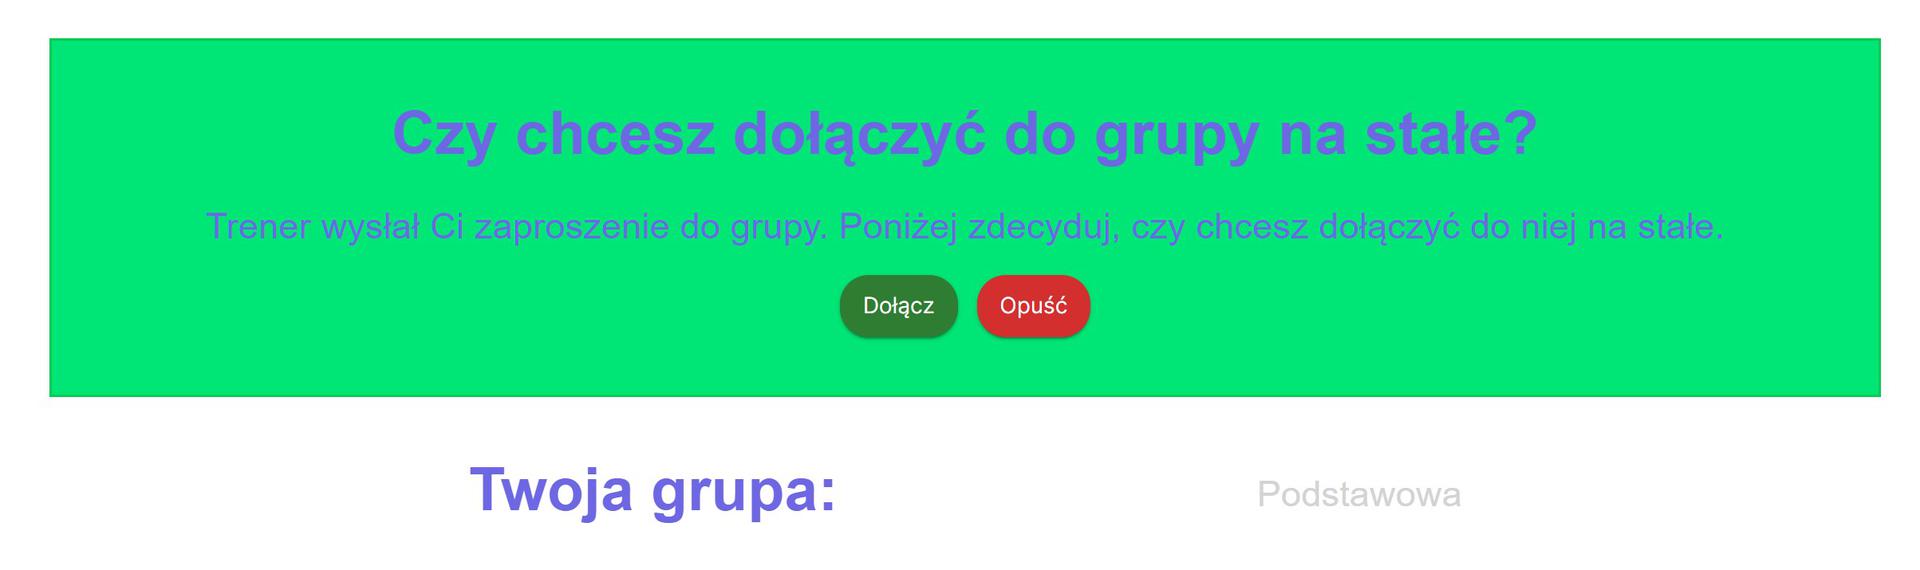 Czy chcesz dołączyć do grupy na stałe?
Trener wysłał Ci zaproszenie do grupy. Poniżej zdecyduj, czy chcesz dołączyć do niej na stałe.
Dołącz Opuść
Twoja grupa: Podstawowa